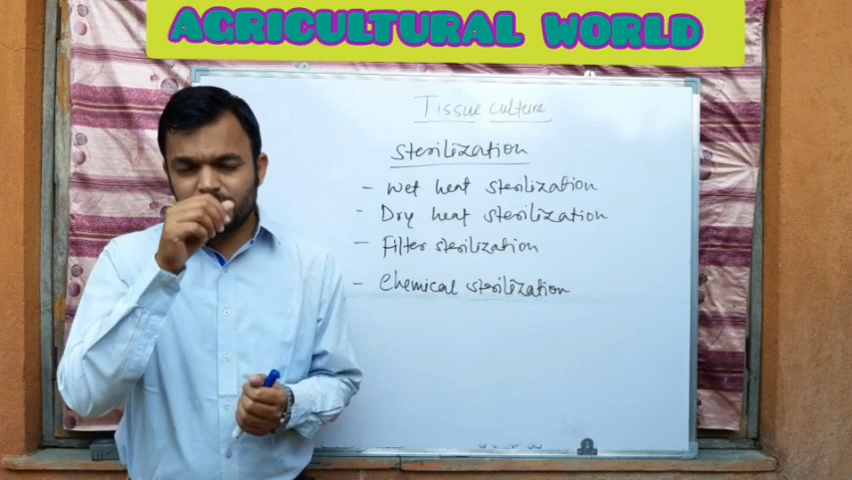 AGRICULTURAL WORLD
Tissue culture
Sterilization
- Wet heat sterilization
- Dry heat sterilization
- Filter sterilization
- Chemical sterilization